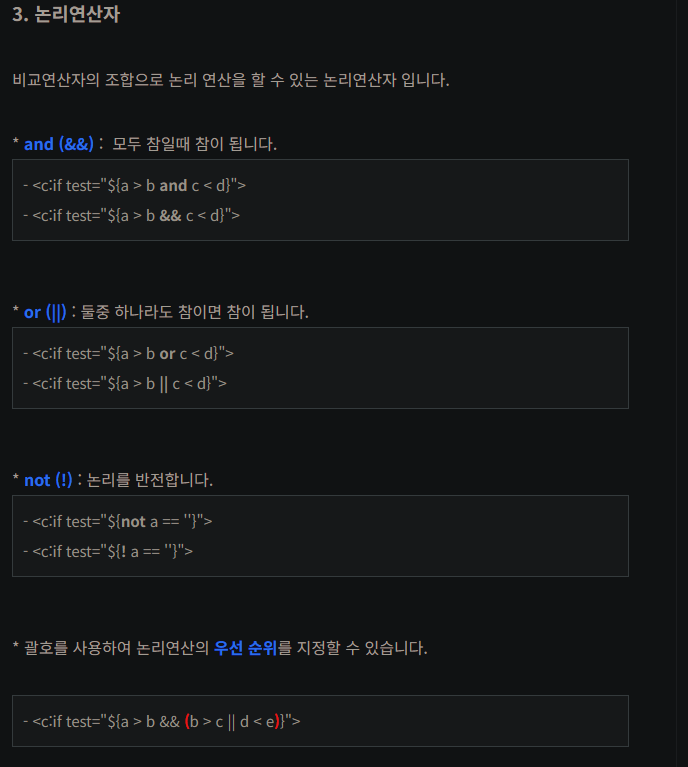 3. 논리연산자
비교연산자의 조합으로 논리 연산을 할 수 있는 논리연산자 입니다.
* and (&&) : 모두 참일때 참이 됩니다.
- <c:if test="${a > b and c < d}">
- <c:if test="${a > b && c < d}">
* or (||) : 둘중 하나라도 참이면 참이 됩니다.
- <c:if test="${a > b or c < d}">
- <c:if test="${a > b || c < d}">
* not (!) : 논리를 반전합니다.
- <c:if test="${not a == ''}">
- <c:if test="${! a == ''}">
* 괄호를 사용하여 논리연산의 우선 순위를 지정할 수 있습니다.
- <c:if test="${a > b && (b > c || d < e)}">